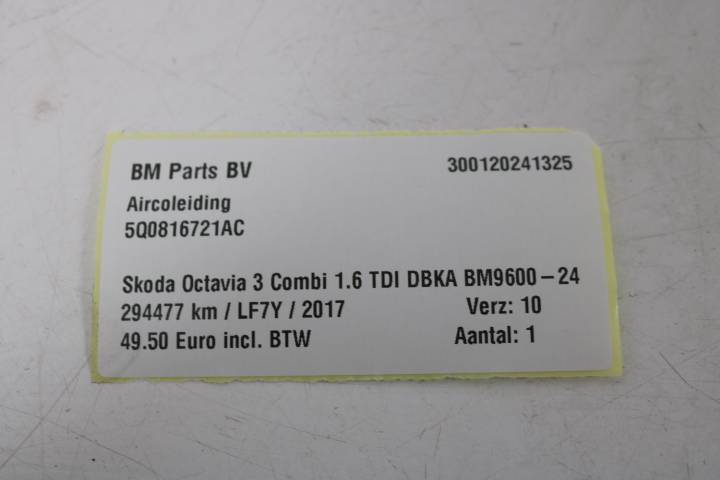 BM Parts BV 300120241325
Aircoleiding
5Q0816721AC
Skoda Octavia 3 Combi 1.6 TDI DBKA BM9600-24
294477 km / LF7Y / 2017 Verz: 10
49.50 Euro incl. BTW Aantal: 1